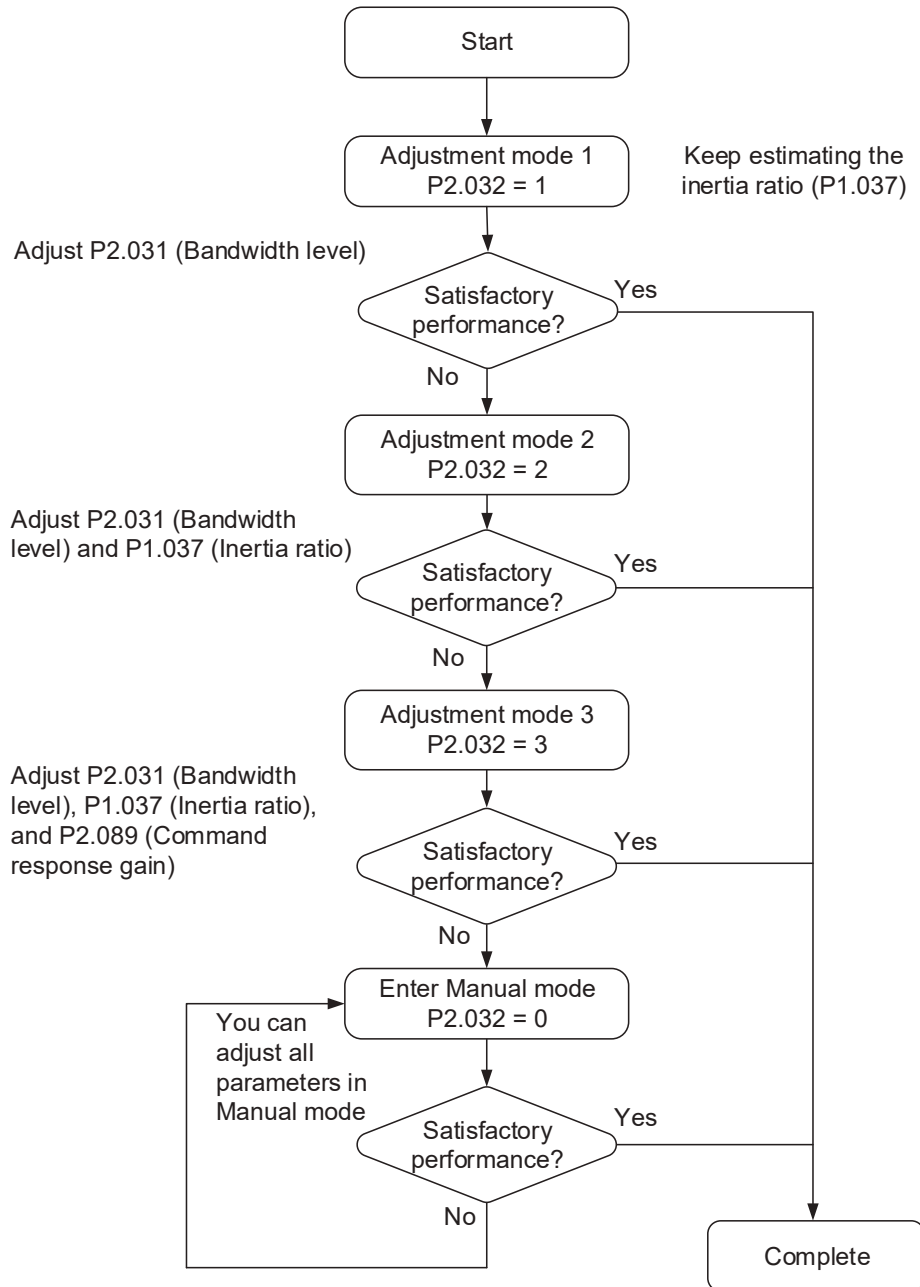 Start
Adjustment mode 1
P2.032 = 1
Keep estimating the
inertia ratio (P1.037)
Adjust P2.031 (Bandwidth level)
Satisfactory
performance?
Yes
No
Adjustment mode 2
P2.032 = 2
Adjust P2.031 (Bandwidth
level) and P1.037 (Inertia ratio)
Satisfactory
performance?
Yes
No
Adjustment mode 3
P2.032 = 3
Adjust P2.031 (Bandwidth
level), P1.037 (Inertia ratio),
and P2.089 (Command
response gain)
Satisfactory
performance?
Yes
No
Enter Manual mode
P2.032 = 0
You can
adjust all
parameters in
Manual mode
Satisfactory
performance?
Yes
No
Complete